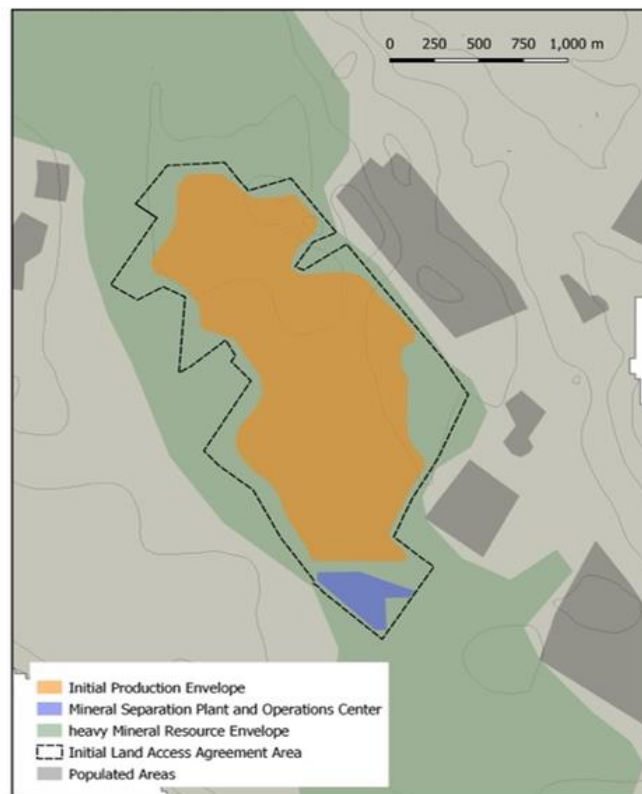 0 250 500 750 1,000 m
Initial Production Envelope
Mineral Separation Plant and Operations Center
heavy Mineral Resource Envelope
Initial Land Access Agreement Area
Populated Areas